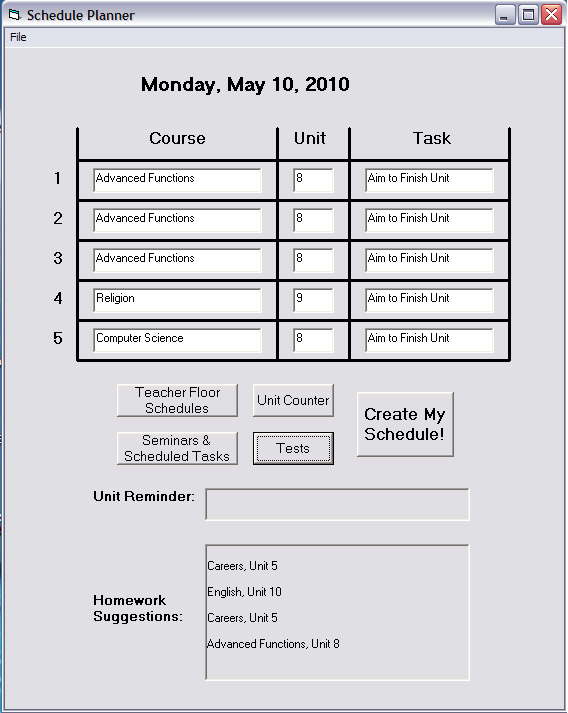 Schedule Planner
File
Monday, May 10, 2010
Course Unit Task
1 Advanced Functions 8 Aim to Finish Unit
2 Advanced Functions 8 Aim to Finish Unit
3 Advanced Functions 8 Aim to Finish Unit
4 Religion 9 Aim to Finish Unit
5 Computer Science 8 Aim to Finish Unit
Teacher Floor
Schedules
Unit Counter
Create My
Schedule!
Seminars &
Scheduled Tasks
Tests
Unit Reminder:
Homework
Suggestions:
Careers, Unit 5
English, Unit 10
Careers, Unit 5
Advanced Functions, Unit 8